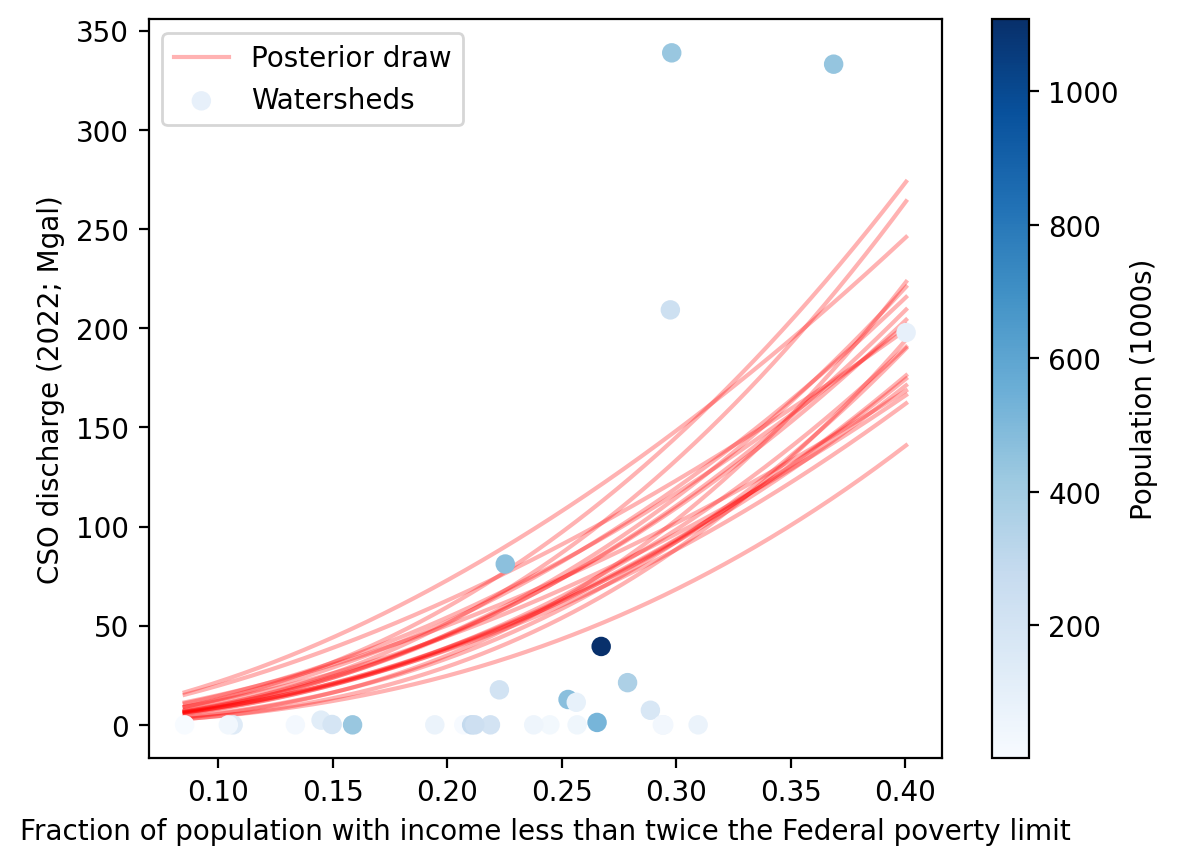 350
300
250
200
150
100
50
0
CSO discharge (2022; Mgal)
Posterior draw
Watersheds
0.10 0.15 0.20 0.25 0.30 0.35 0.40
Fraction of population with income less than twice the Federal poverty limit
1000
800
600
400
200
Population (1000s)